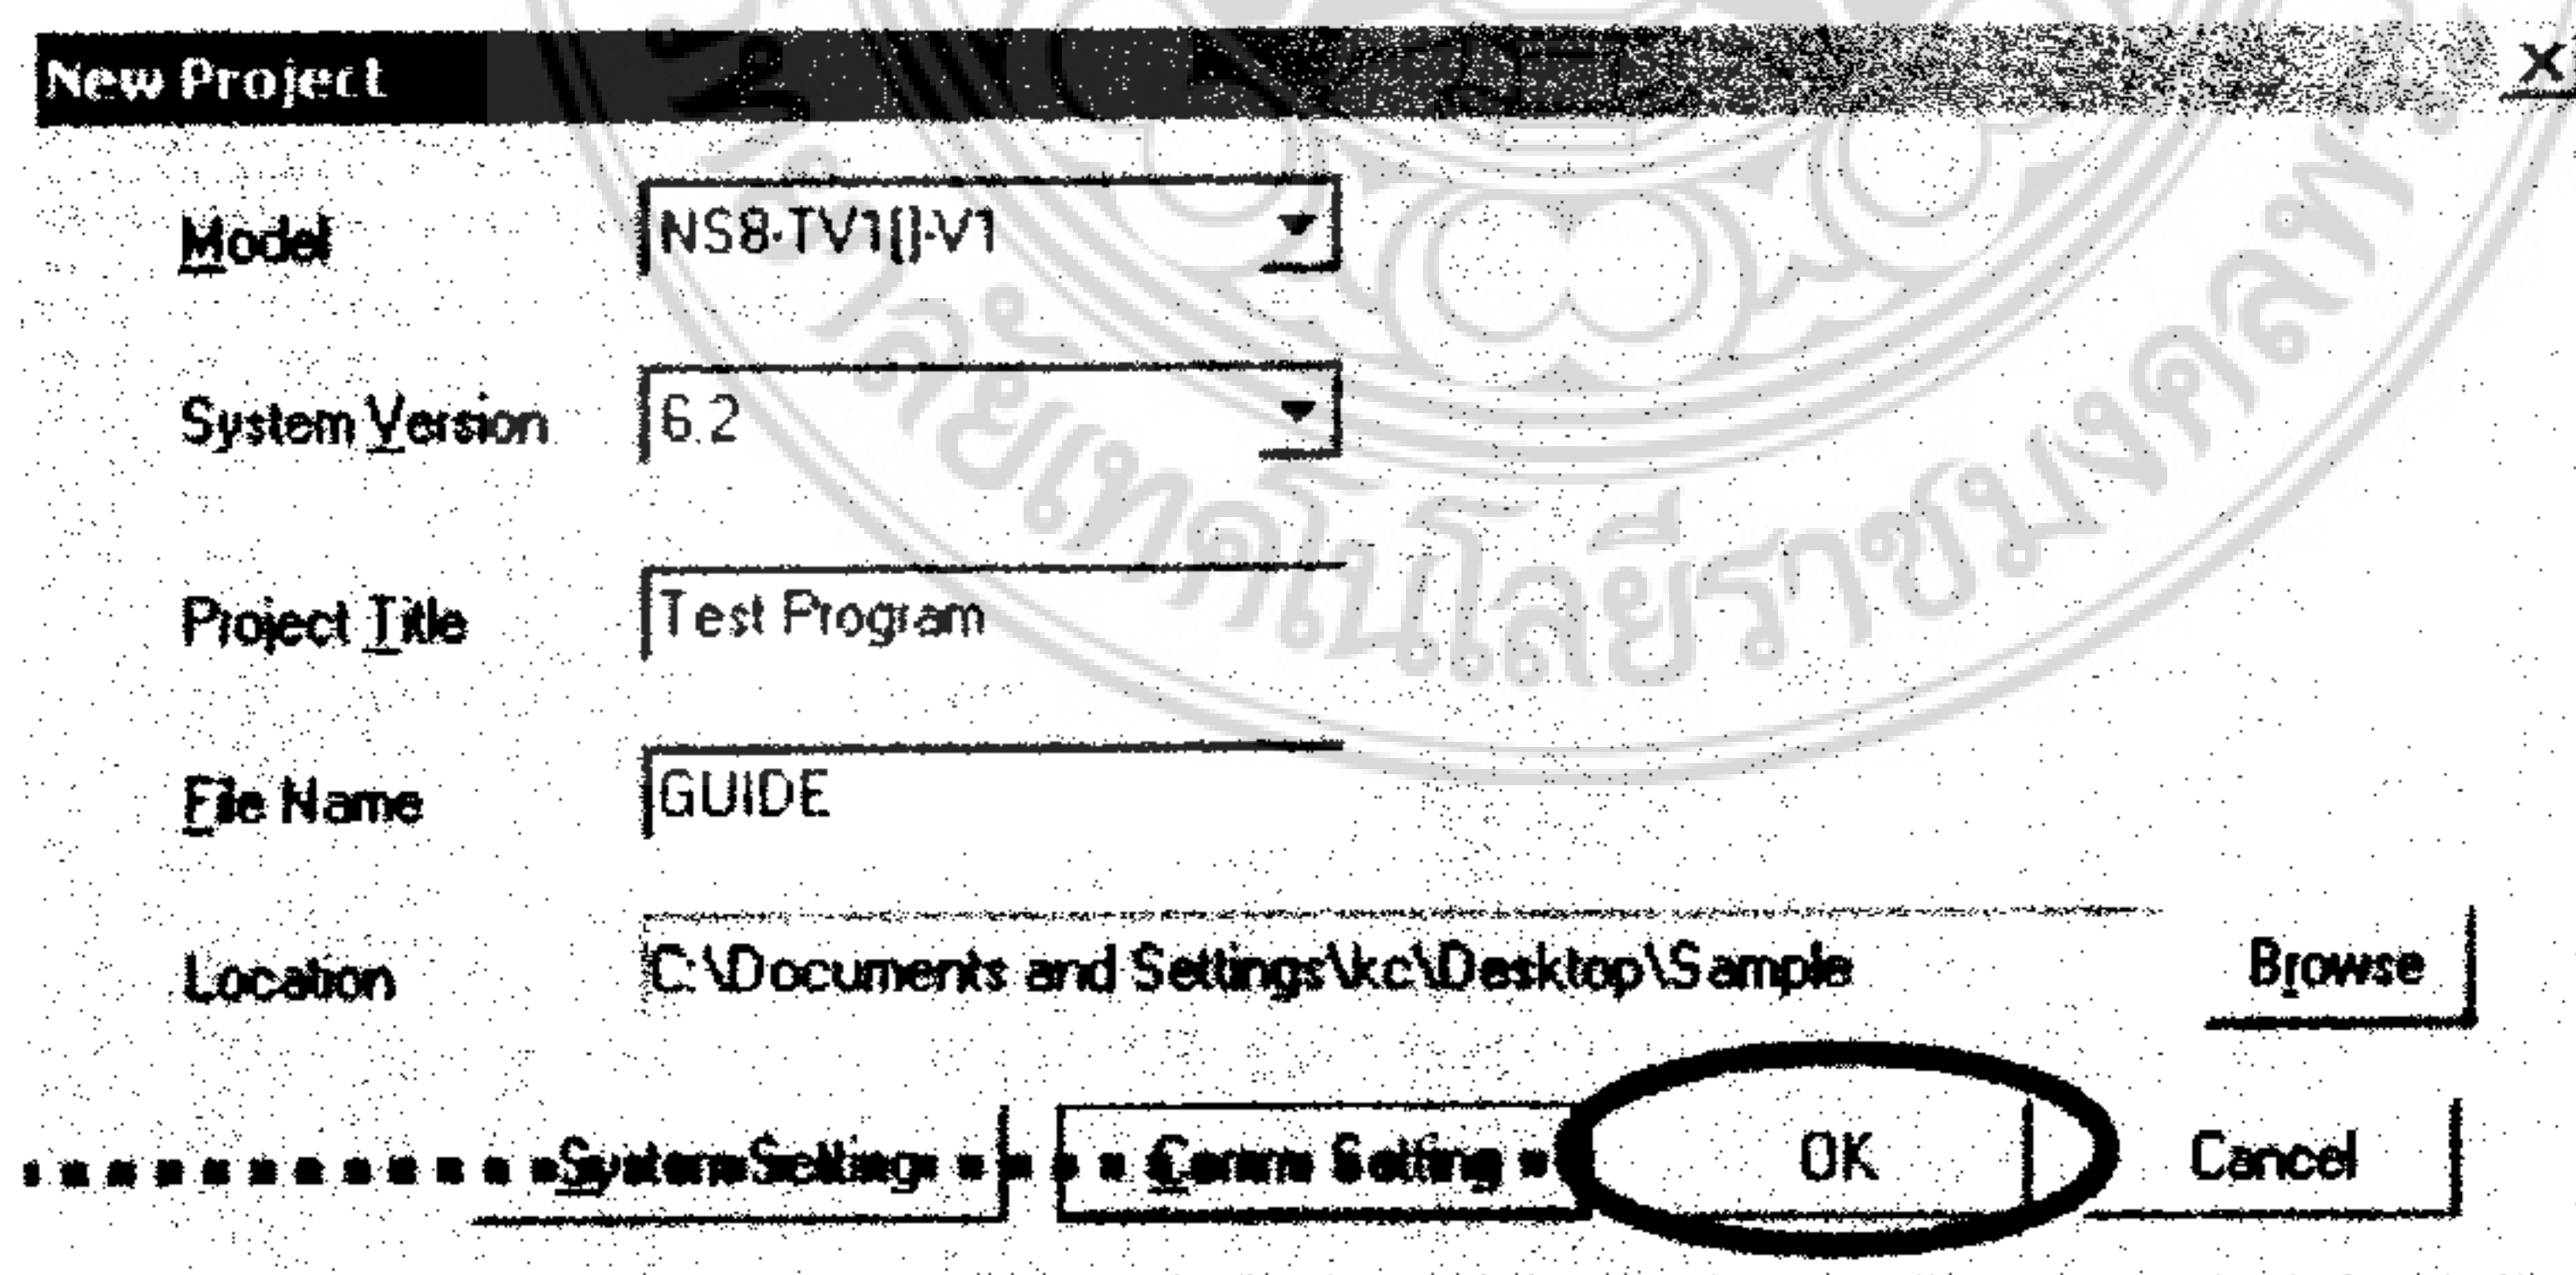 New Project
Model NS8-TV1[]-V1
System Version 6.2
Project Title Test Program
File Name GUIDE
Location C:\Documents and Settings\kc\Desktop\Sample Browse
System Setting Comm Setting OK Cancel